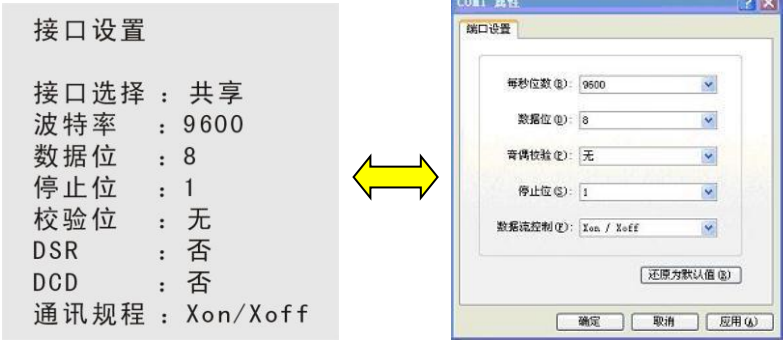 接口设置
接口选择 : 共享
波特率 : 9600
数据位 : 8
停止位 : 1
校验位 : 无
DSR : 否
DCD : 否
通讯规程 : Xon/Xoff
COM1 属性
端口设置
每秒位数(B): 9600
数据位(D): 8
奇偶校验(P): 无
停止位(S): 1
数据流控制(F): Xon / Xoff
还原为默认值(R)
确定 取消 应用(A)